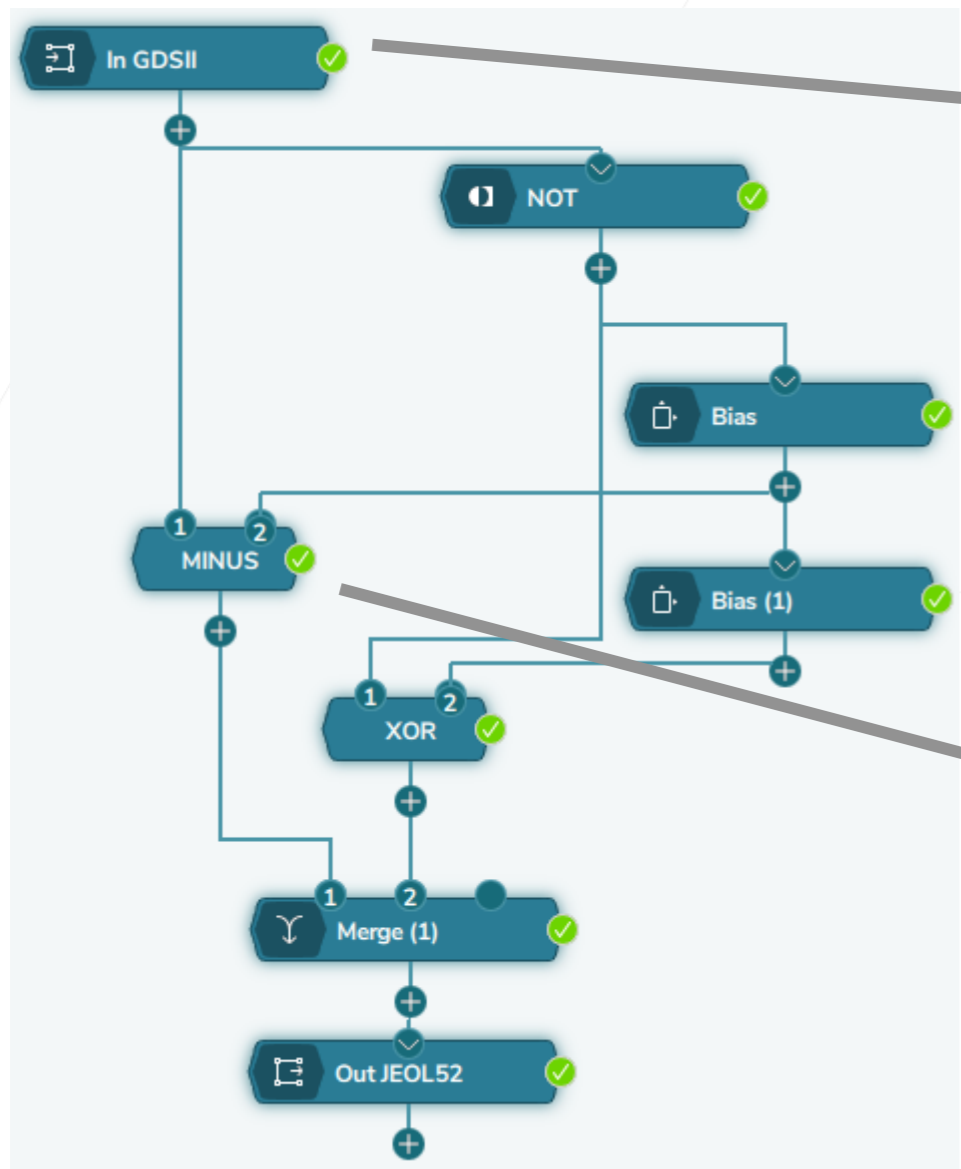 In GDSII
NOT
Bias
1
2
MINUS
Bias (1)
1
2
XOR
1
2
Merge (1)
Out JEOL52